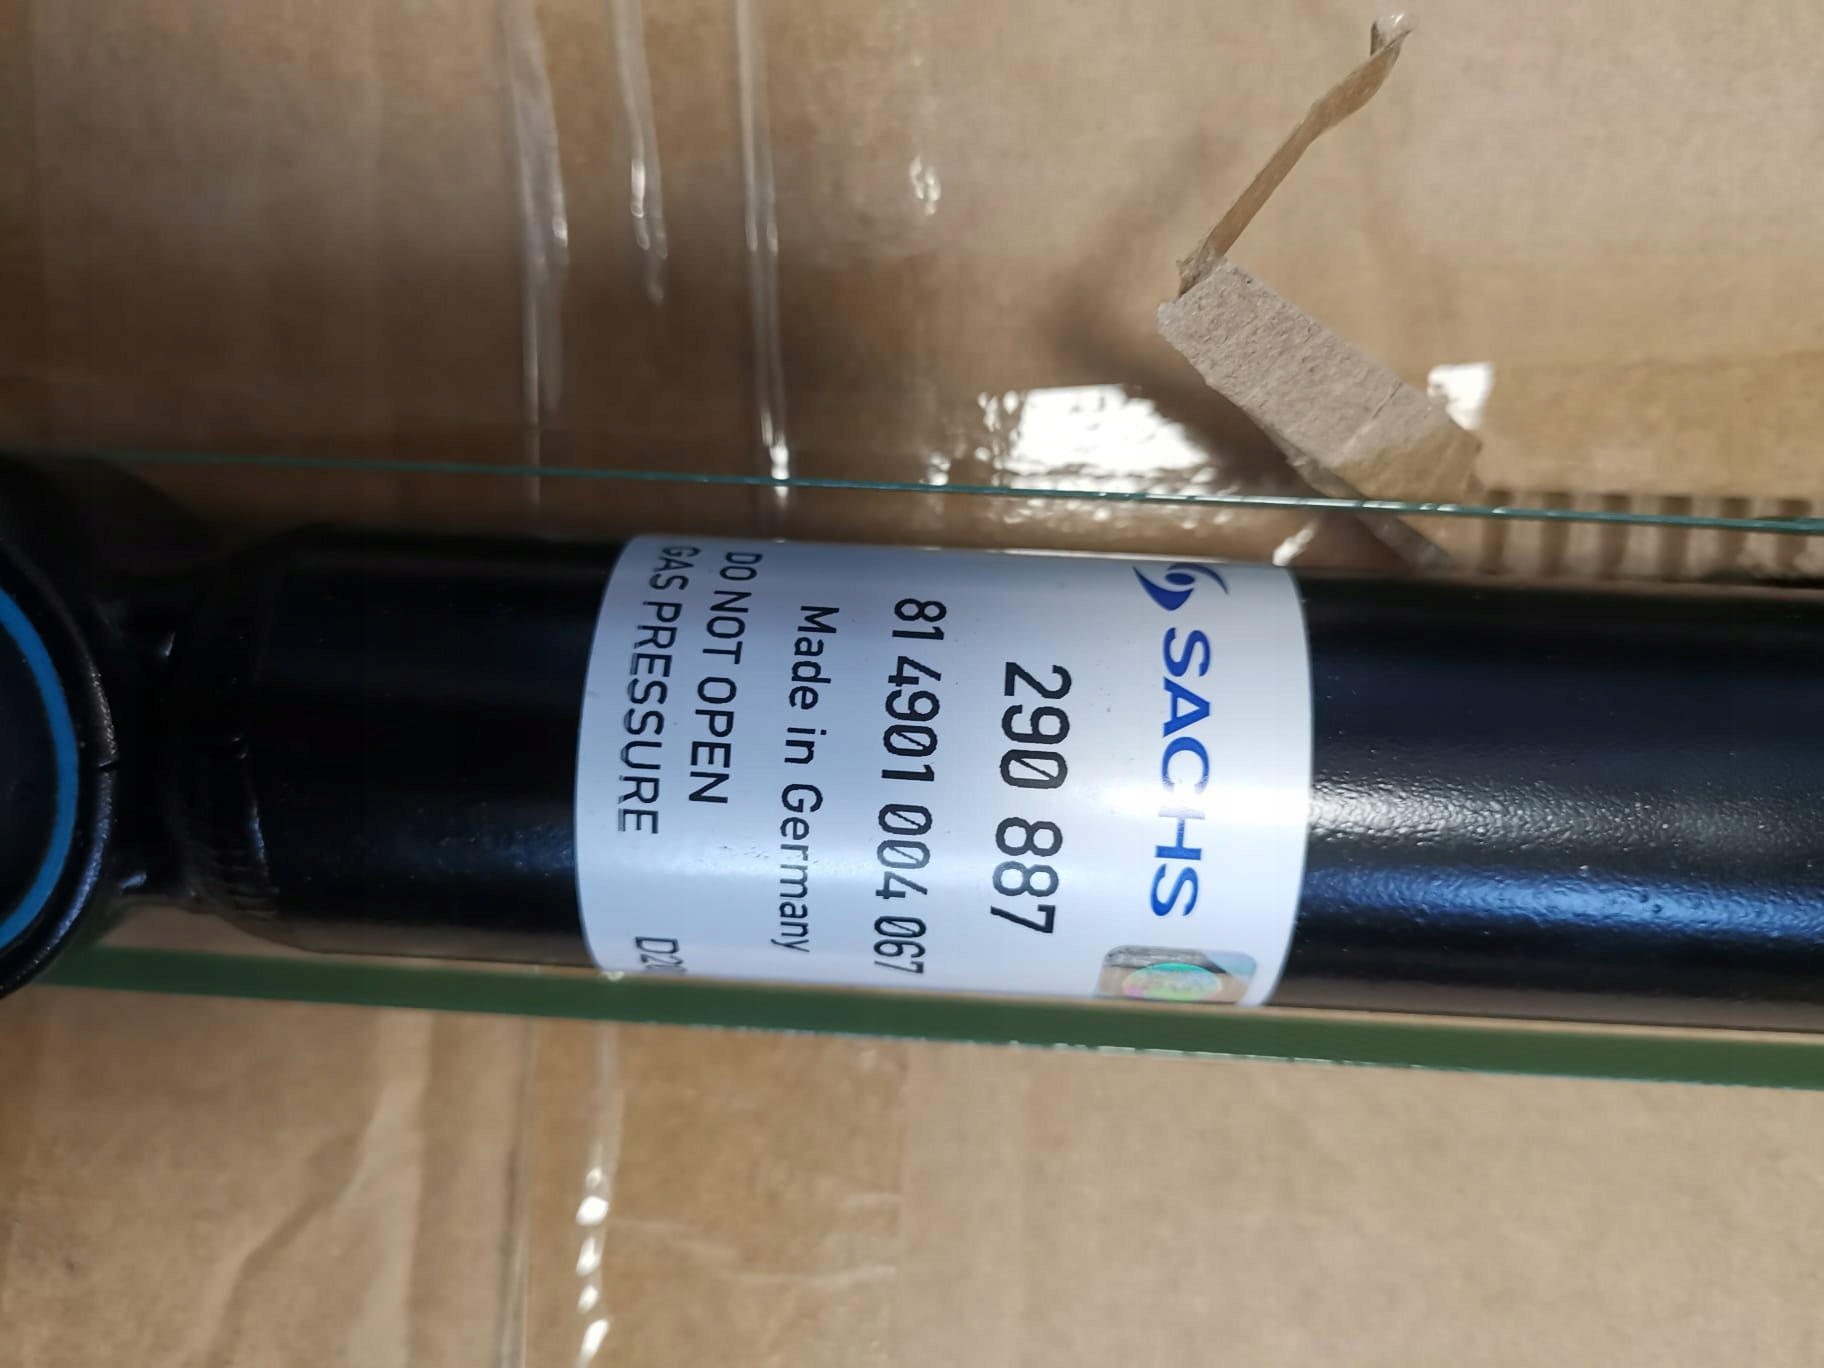 SACHS
290 887
81 4901 004 067
Made in Germany
DO NOT OPEN
GAS PRESSURE